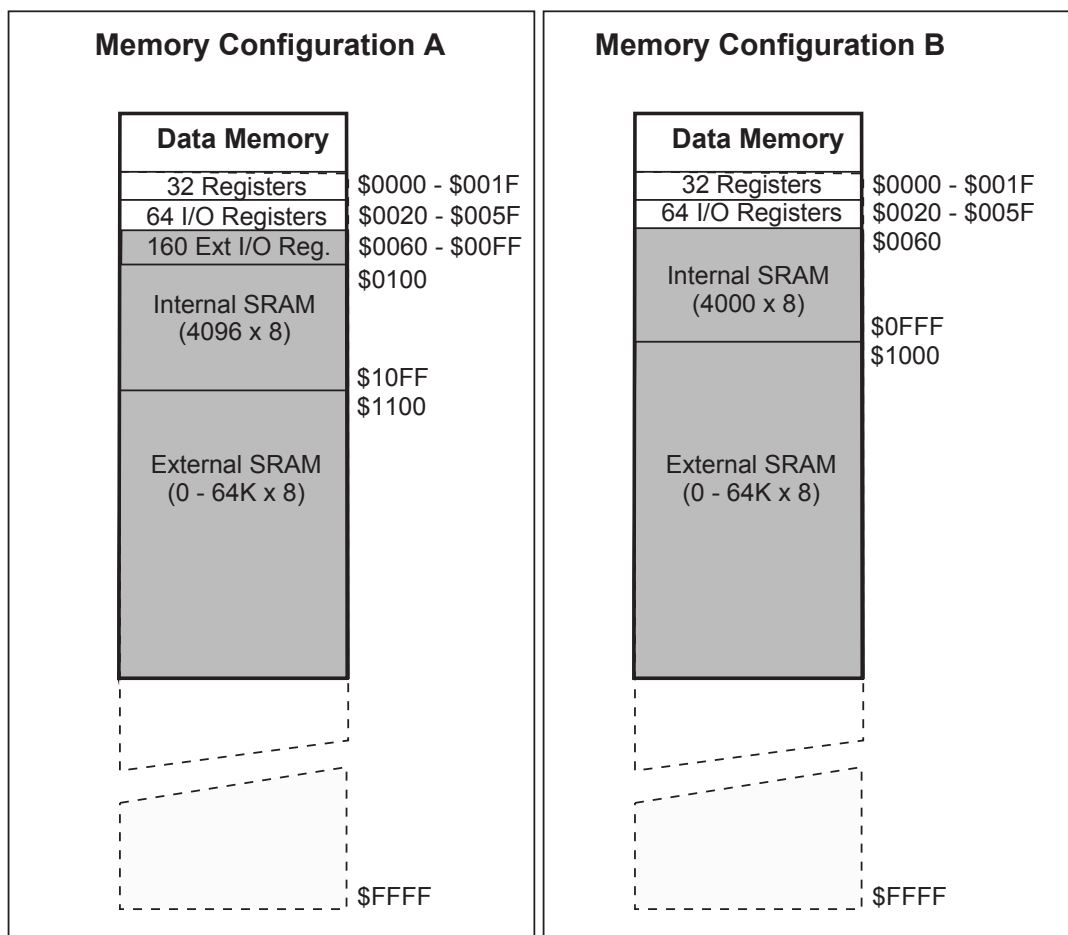 Memory Configuration A
Data Memory
32 Registers
$0000 - $001F
64 I/O Registers
$0020 - $005F
160 Ext I/O Reg.
$0060 - $00FF
$0100
Internal SRAM
(4096 x 8)
$10FF
$1100
External SRAM
(0 - 64K x 8)
$FFFF
Memory Configuration B
Data Memory
32 Registers
$0000 - $001F
64 I/O Registers
$0020 - $005F
$0060
Internal SRAM
(4000 x 8)
$0FFF
$1000
External SRAM
(0 - 64K x 8)
$FFFF